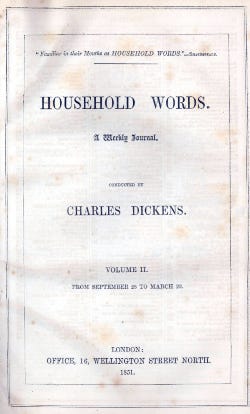 "Familiar in their Mouths as HOUSEHOLD WORDS."—SHAKESPEARE.
HOUSEHOLD WORDS.
A Weekly Journal.
CONDUCTED BY
CHARLES DICKENS.
VOLUME II.
FROM SEPTEMBER 28 TO MARCH 22.
LONDON:
OFFICE, 16, WELLINGTON STREET NORTH.
1851.